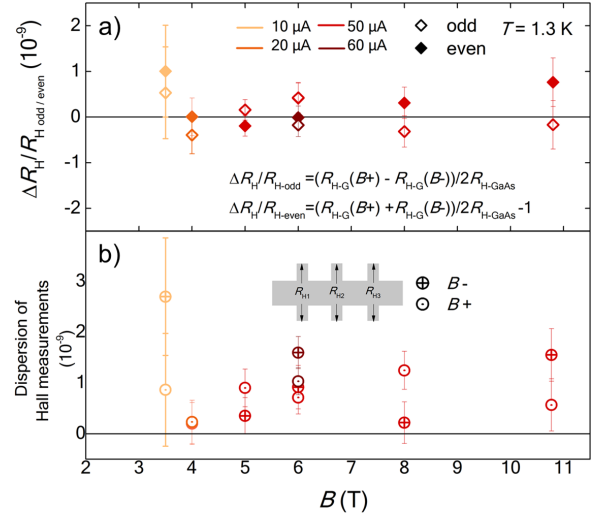 a)
10 µA
20 µA
50 µA
60 µA
odd
even
T = 1.3 K
ΔR_H/R_H odd / even (10^-9)
2
1
0
-1
-2
ΔR_H/R_H-odd =(R_H-G(B+) - R_H-G(B-))/2R_H-GaAs
ΔR_H/R_H-even =(R_H-G(B+) +R_H-G(B-))/2R_H-GaAs -1
b)
R_H1 R_H2 R_H3
B -
B +
Dispersion of
Hall measurements
(10^-9)
3
2
1
0
2 3 4 5 6 7 8 9 10 11
B (T)